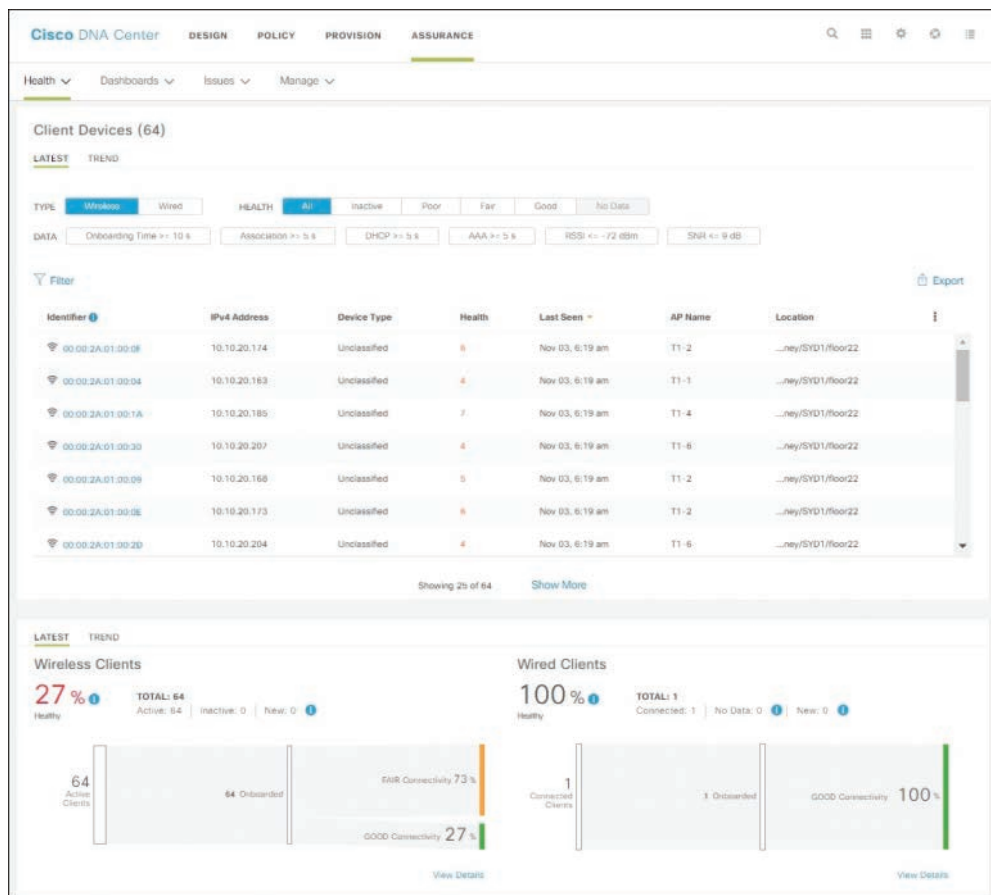 Cisco DNA Center DESIGN POLICY PROVISION ASSURANCE
Health Dashboards Issues Manage
Client Devices (64)
LATEST TREND
TYPE Wireless Wired HEALTH All Inactive Poor Fair Good No Data
DATA Onboarding Time >= 10 s Association >= 5 s DHCP >= 5 s AAA >= 5 s RSSI <= -72 dBm SNR <= 9 dB
Filter Export
Identifier IPv4 Address Device Type Health Last Seen AP Name Location
00:00:2A:01:00:0F 10.10.20.174 Unclassified 6 Nov 03, 6:19 am T1-2 ...ney/SYD1/floor22
00:00:2A:01:00:04 10.10.20.163 Unclassified 4 Nov 03, 6:19 am T1-1 ...ney/SYD1/floor22
00:00:2A:01:00:1A 10.10.20.185 Unclassified 7 Nov 03, 6:19 am T1-4 ...ney/SYD1/floor22
00:00:2A:01:00:30 10.10.20.207 Unclassified 4 Nov 03, 6:19 am T1-6 ...ney/SYD1/floor22
00:00:2A:01:00:09 10.10.20.168 Unclassified 5 Nov 03, 6:19 am T1-2 ...ney/SYD1/floor22
00:00:2A:01:00:0E 10.10.20.173 Unclassified 6 Nov 03, 6:19 am T1-2 ...ney/SYD1/floor22
00:00:2A:01:00:2D 10.10.20.204 Unclassified 4 Nov 03, 6:19 am T1-6 ...ney/SYD1/floor22
Showing 25 of 64 Show More
LATEST TREND
Wireless Clients
27 %
Healthy
TOTAL: 64
Active: 64 Inactive: 0 New: 0
64
Active
Clients
64 Onboarded
FAIR Connectivity 73 %
GOOD Connectivity 27 %
View Details
Wired Clients
100 %
Healthy
TOTAL: 1
Connected: 1 No Data: 0 New: 0
1
Connected
Clients
1 Onboarded
GOOD Connectivity 100 %
View Details